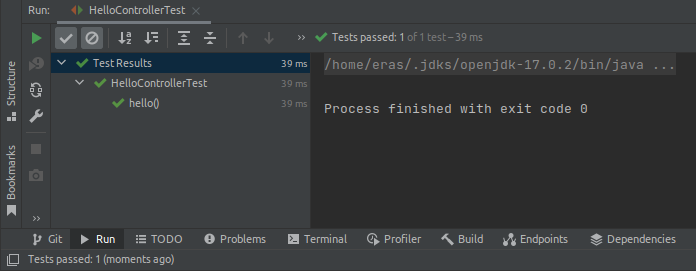 Run: HelloControllerTest
Tests passed: 1 of 1 test – 39 ms
Test Results 39 ms
HelloControllerTest 39 ms
hello() 39 ms
/home/eras/.jdks/openjdk-17.0.2/bin/java ...
Process finished with exit code 0
Structure
Bookmarks
Git Run TODO Problems Terminal Profiler Build Endpoints Dependencies
Tests passed: 1 (moments ago)